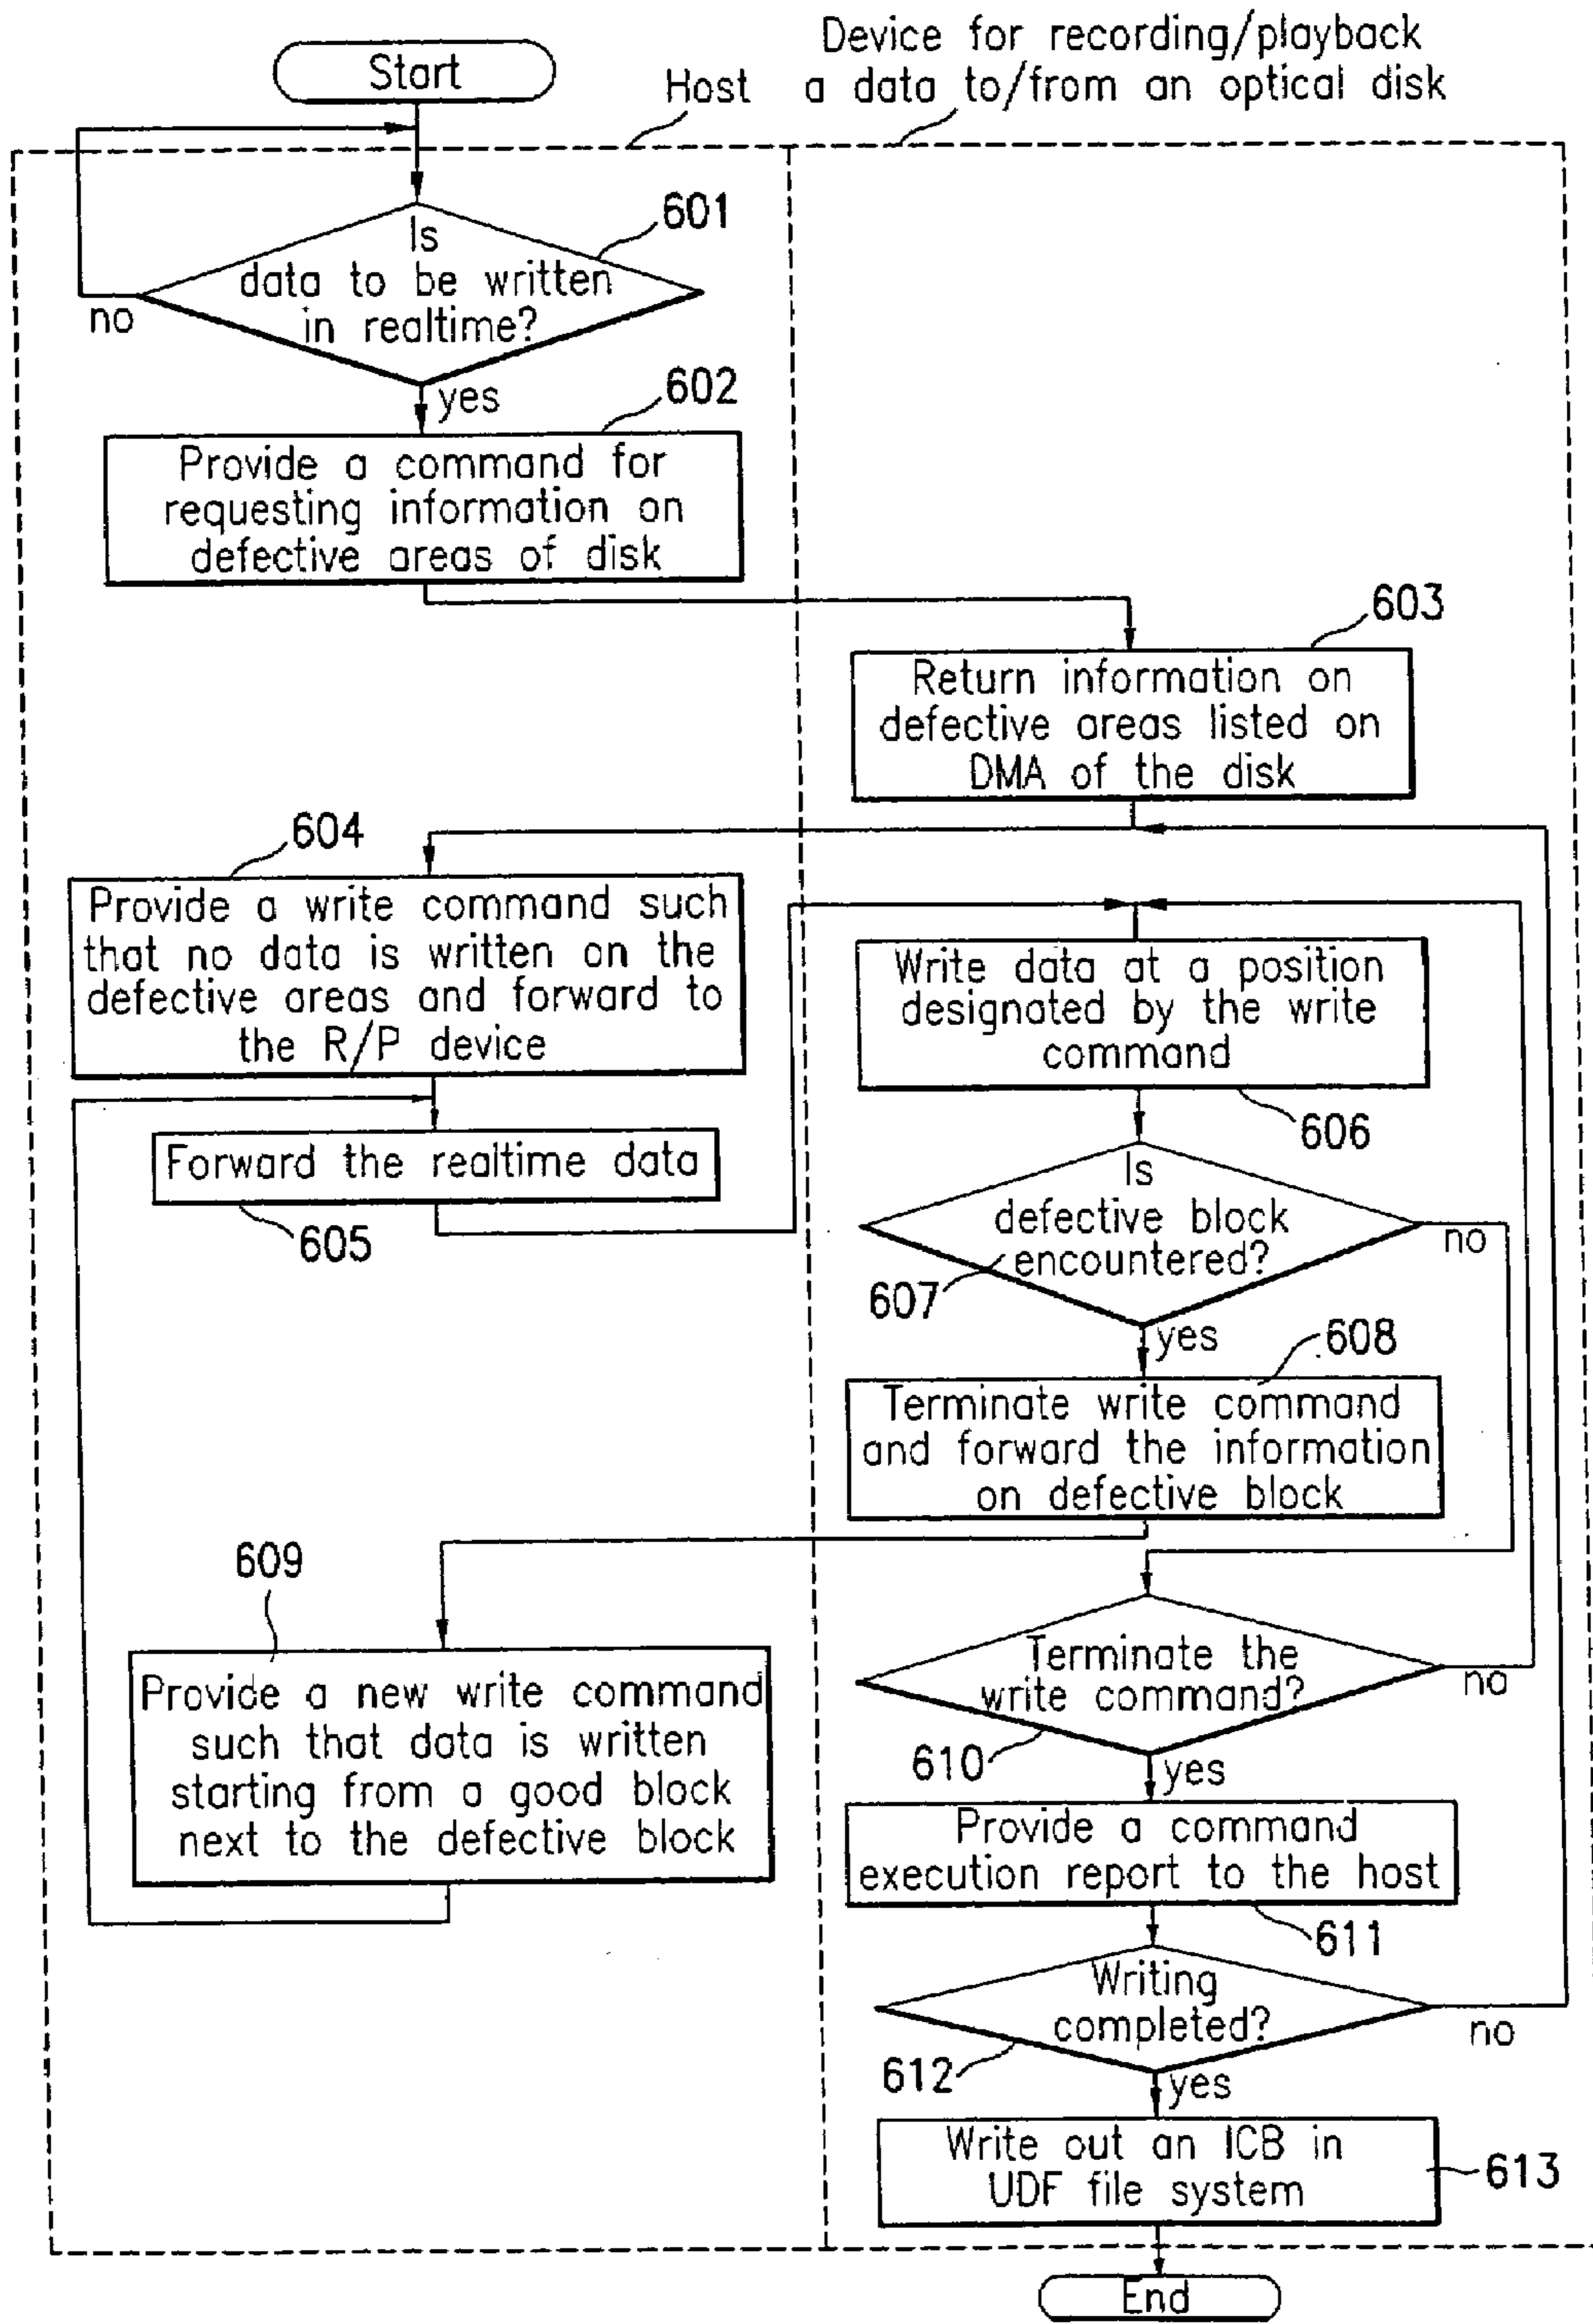 Start
Host
Device for recording/playback
a data to/from an optical disk
601
Is
data to be written
in realtime?
no
yes
602
Provide a command for
requesting information on
defective areas of disk
603
Return information on
defective areas listed on
DMA of the disk
604
Provide a write command such
that no data is written on the
defective areas and forward to
the R/P device
Forward the realtime data
605
Write data at a position
designated by the write
command
606
Is
defective block
encountered?
607
no
yes
608
Terminate write command
and forward the information
on defective block
609
Provide a new write command
such that data is written
starting from a good block
next to the defective block
Terminate the
write command?
no
610
yes
Provide a command
execution report to the host
611
Writing
completed?
no
612
yes
Write out an ICB in
UDF file system
613
End